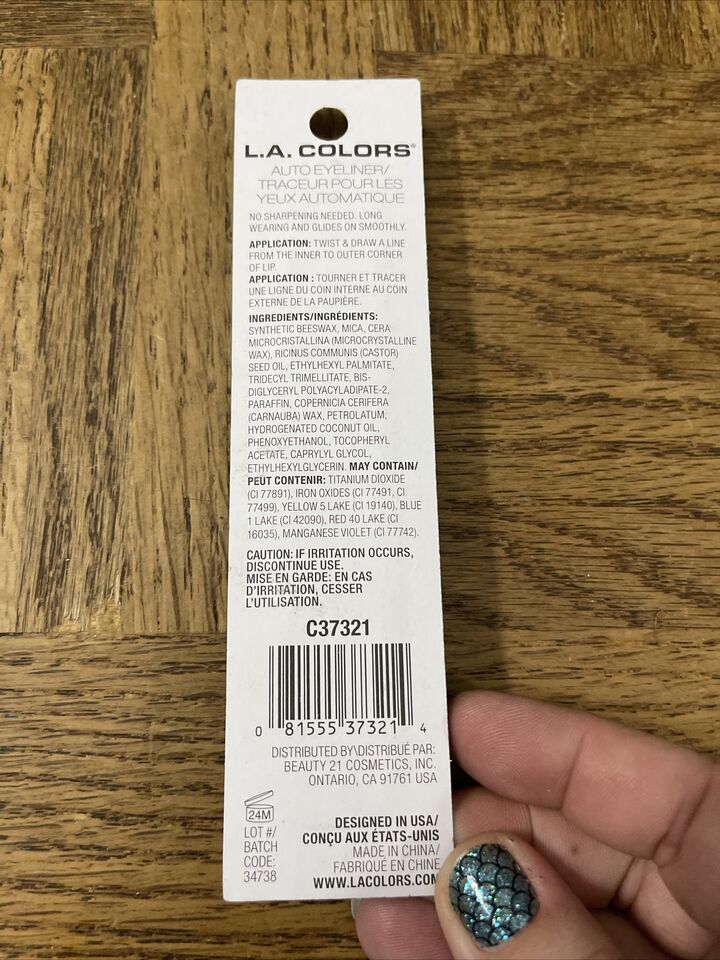 L.A. COLORS®
AUTO EYELINER/
TRACEUR POUR LES
YEUX AUTOMATIQUE
NO SHARPENING NEEDED. LONG
WEARING AND GLIDES ON SMOOTHLY.
APPLICATION: TWIST & DRAW A LINE
FROM THE INNER TO OUTER CORNER
OF LIP.
APPLICATION : TOURNER ET TRACER
UNE LIGNE DU COIN INTERNE AU COIN
EXTERNE DE LA PAUPIÈRE.
INGREDIENTS/INGRÉDIENTS:
SYNTHETIC BEESWAX, MICA, CERA
MICROCRISTALLINA (MICROCRYSTALLINE
WAX), RICINUS COMMUNIS (CASTOR)
SEED OIL, ETHYLHEXYL PALMITATE,
TRIDECYL TRIMELLITATE, BIS-
DIGLYCERYL POLYACYLADIPATE-2,
PARAFFIN, COPERNICIA CERIFERA
(CARNAUBA) WAX, PETROLATUM,
HYDROGENATED COCONUT OIL,
PHENOXYETHANOL, TOCOPHERYL
ACETATE, CAPRYLYL GLYCOL,
ETHYLHEXYLGLYCERIN. MAY CONTAIN/
PEUT CONTENIR: TITANIUM DIOXIDE
(CI 77891), IRON OXIDES (CI 77491, CI
77499), YELLOW 5 LAKE (CI 19140), BLUE
1 LAKE (CI 42090), RED 40 LAKE (CI
16035), MANGANESE VIOLET (CI 77742).
CAUTION: IF IRRITATION OCCURS,
DISCONTINUE USE.
MISE EN GARDE: EN CAS
D'IRRITATION, CESSER
L'UTILISATION.
C37321
0 81555 37321 4
DISTRIBUTED BY\DISTRIBUÉ PAR:
BEAUTY 21 COSMETICS, INC.
ONTARIO, CA 91761 USA
24M
LOT #/
BATCH
CODE:
34738
DESIGNED IN USA/
CONÇU AUX ÉTATS-UNIS
MADE IN CHINA/
FABRIQUÉ EN CHINE
WWW.LACOLORS.COM